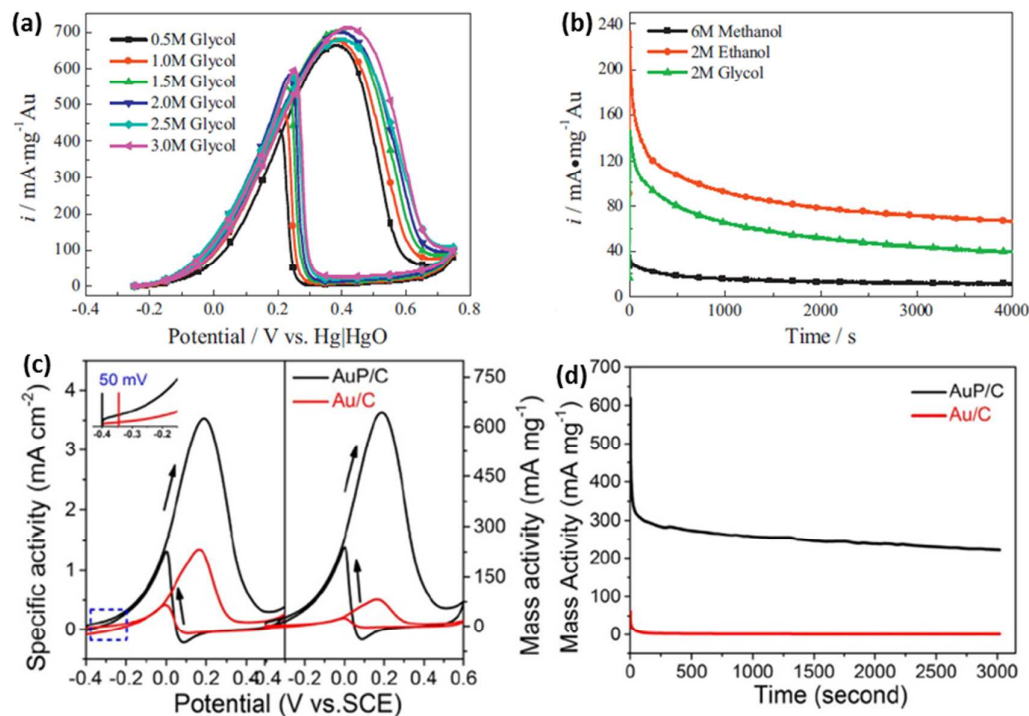 (a)
700
600
500
400
300
200
100
0
i / mA·mg⁻¹ Au
0.5M Glycol
1.0M Glycol
1.5M Glycol
2.0M Glycol
2.5M Glycol
3.0M Glycol
-0.4 -0.2 0.0 0.2 0.4 0.6 0.8
Potential / V vs. Hg|HgO
(b)
240
200
160
120
80
40
0
i / mA•mg⁻¹ Au
6M Methanol
2M Ethanol
2M Glycol
0 1000 2000 3000 4000
Time / s
(c)
4
3
2
1
0
Specific activity (mA cm⁻²)
50 mV
-0.4 -0.3 -0.2
AuP/C
Au/C
750
600
450
300
150
0
Mass activity (mA mg⁻¹)
-0.4 -0.2 0.0 0.2 0.4 -0.4 -0.2 0.0 0.2 0.4 0.6
Potential (V vs.SCE)
(d)
700
600
500
400
300
200
100
0
Mass Activity (mA mg⁻¹)
AuP/C
Au/C
0 500 1000 1500 2000 2500 3000
Time (second)